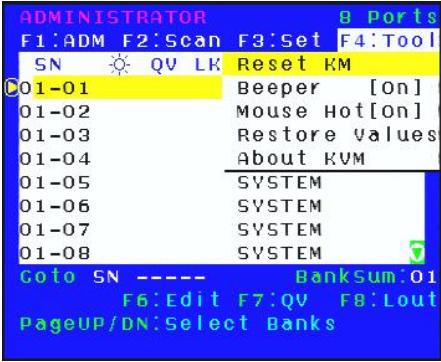 ADMINISTRATOR 8 Ports
F1:ADM F2:Scan F3:Set F4:Tool
SN QV LK Reset KM
01-01 Beeper [On]
01-02 Mouse Hot[On]
01-03 Restore Values
01-04 About KVM
01-05 SYSTEM
01-06 SYSTEM
01-07 SYSTEM
01-08 SYSTEM
Goto SN ----- BankSum:01
F6:Edit F7:QV F8:Lout
PageUP/DN:Select Banks